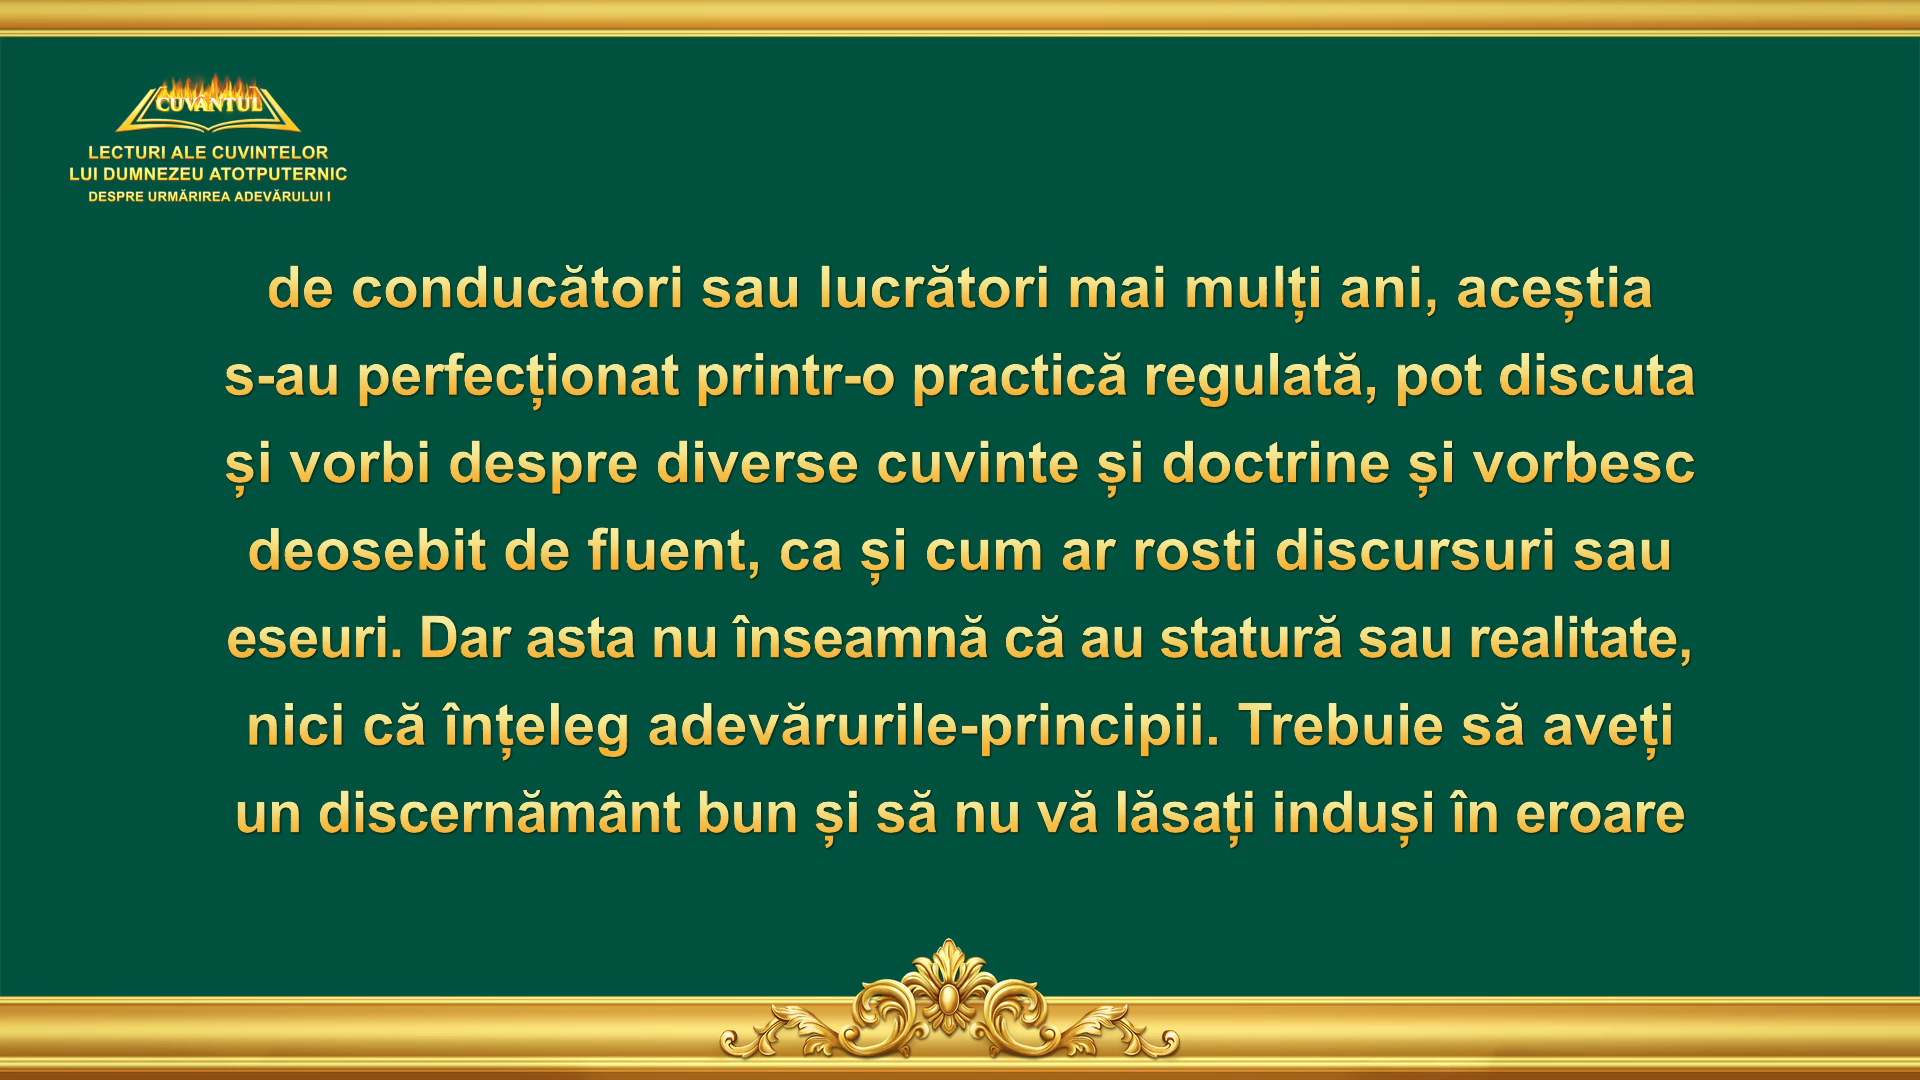 CUVÂNTUL
LECTURI ALE CUVINTELOR
LUI DUMNEZEU ATOTPUTERNIC
DESPRE URMĂRIREA ADEVĂRULUI I
de conducători sau lucrători mai mulți ani, aceștia
s-au perfecționat printr-o practică regulată, pot discuta
și vorbi despre diverse cuvinte și doctrine și vorbesc
deosebit de fluent, ca și cum ar rosti discursuri sau
eseuri. Dar asta nu înseamnă că au statură sau realitate,
nici că înțeleg adevărurile-principii. Trebuie să aveți
un discernământ bun și să nu vă lăsați induși în eroare